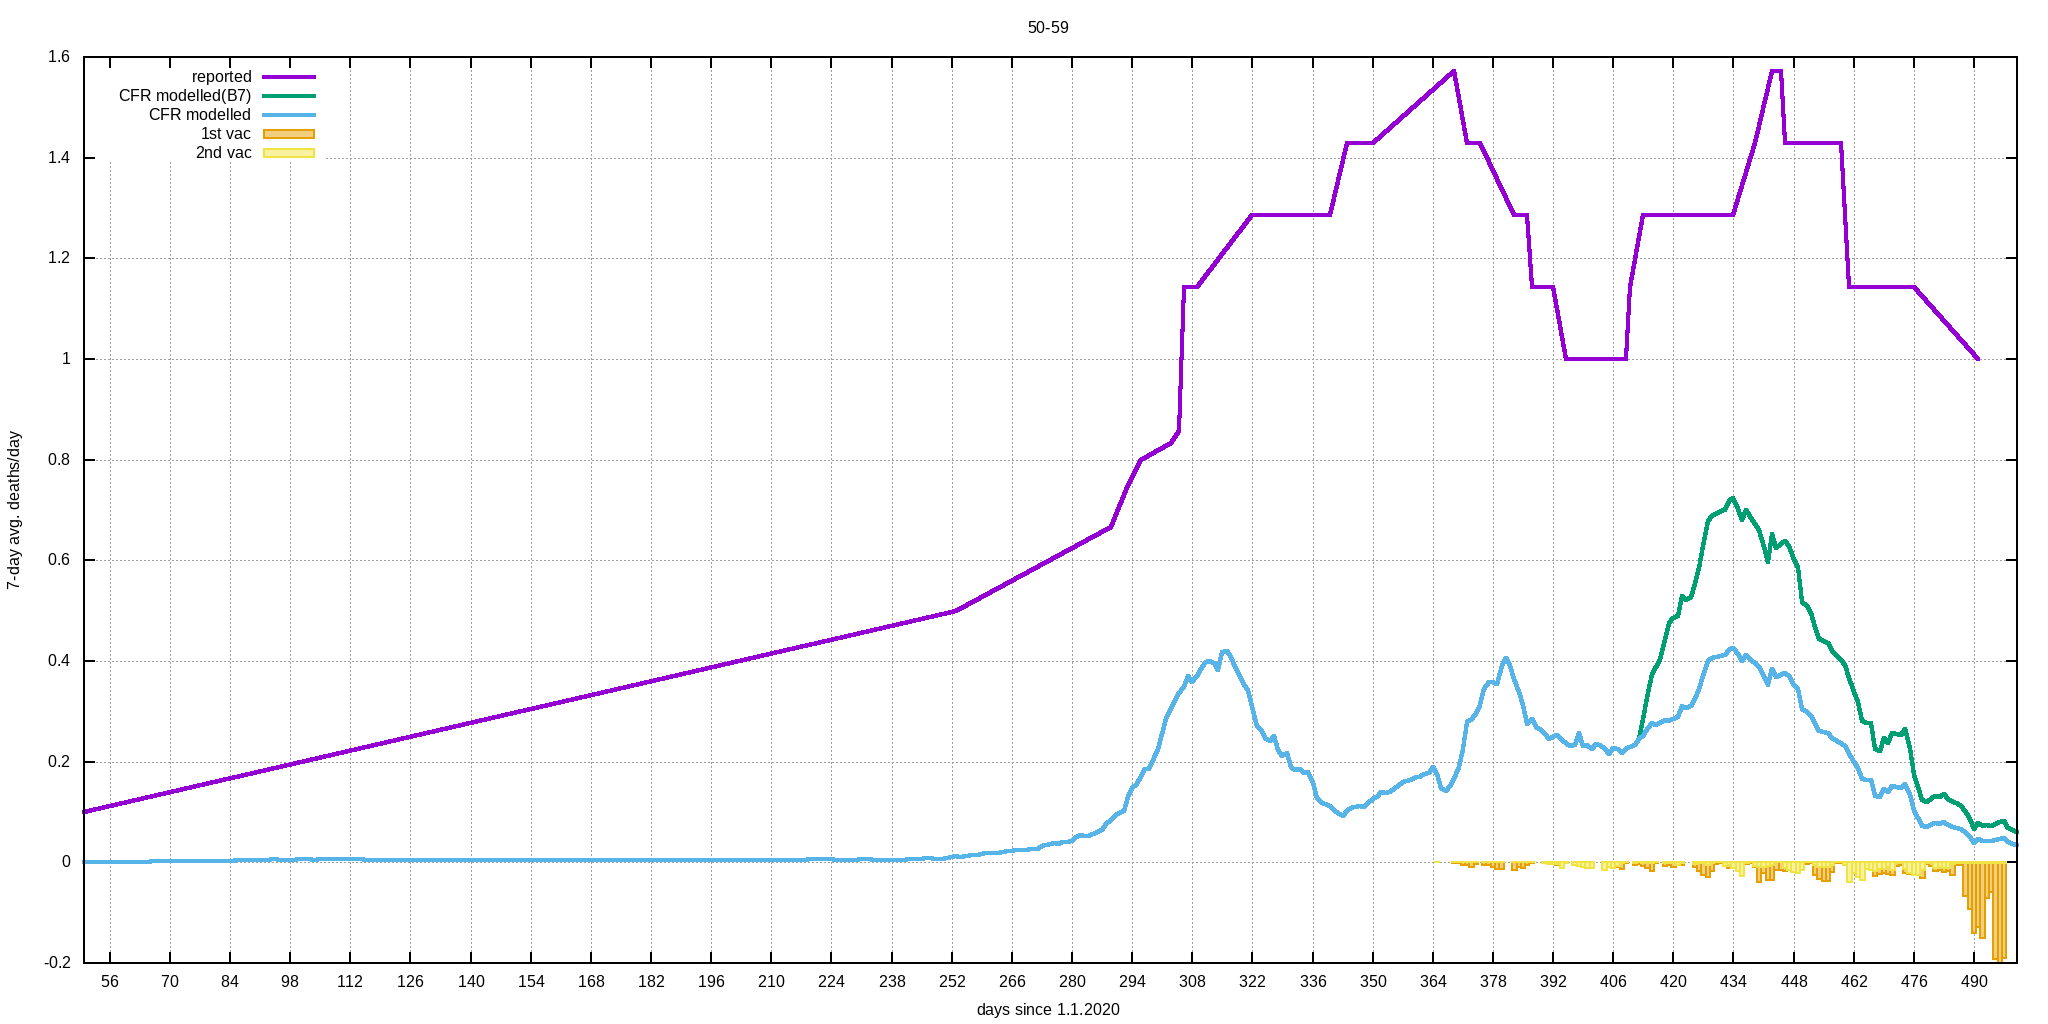 50-59
reported
CFR modelled(B7)
CFR modelled
1st vac
2nd vac
1.6
1.4
1.2
1
0.8
0.6
0.4
0.2
0
-0.2
7-day avg. deaths/day
56 70 84 98 112 126 140 154 168 182 196 210 224 238 252 266 280 294 308 322 336 350 364 378 392 406 420 434 448 462 476 490
days since 1.1.2020